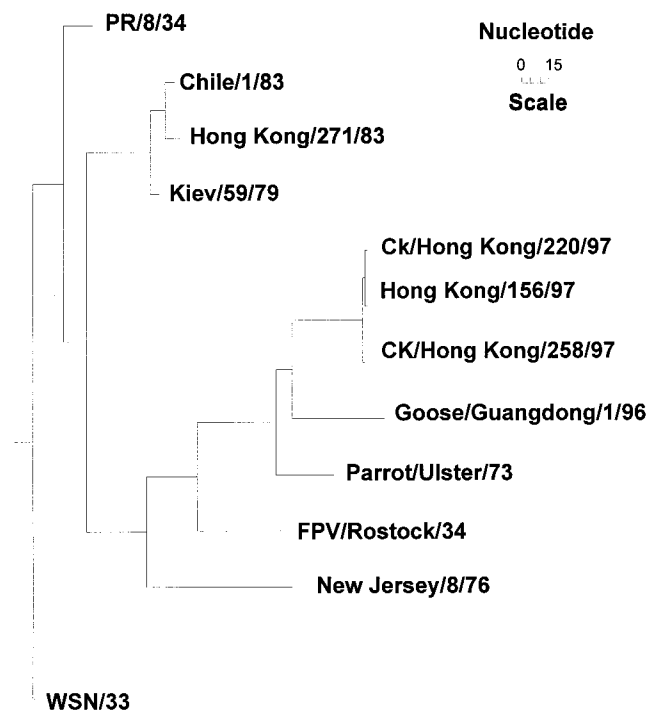 PR/8/34
Nucleotide
0 15
Scale
Chile/1/83
Hong Kong/271/83
Kiev/59/79
Ck/Hong Kong/220/97
Hong Kong/156/97
CK/Hong Kong/258/97
Goose/Guangdong/1/96
Parrot/Ulster/73
FPV/Rostock/34
New Jersey/8/76
WSN/33